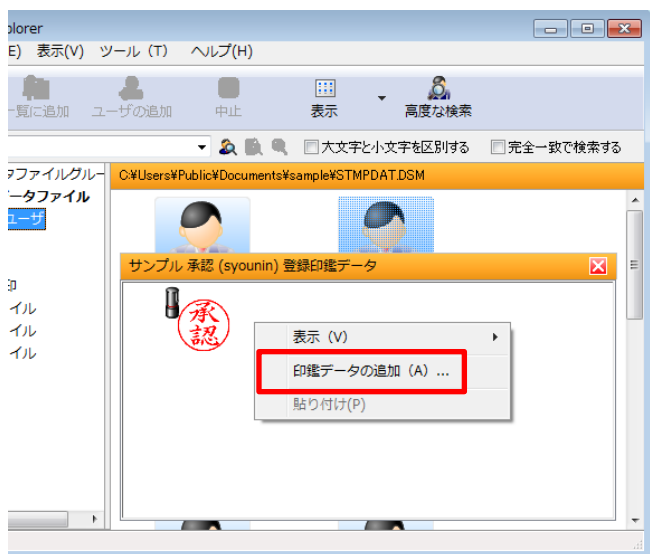 plorer
E) 表示(V) ツール (T) ヘルプ(H)
一覧に追加 ユーザの追加 中止 表示 高度な検索
大文字と小文字を区別する 完全一致で検索する
タファイルグルー
C:¥Users¥Public¥Documents¥sample¥STMPDAT.DSM
ータファイル
ユーザ
サンプル 承認 (syounin) 登録印鑑データ
印
イル
イル
イル
承認
表示 (V)
印鑑データの追加 (A) ...
貼り付け(P)